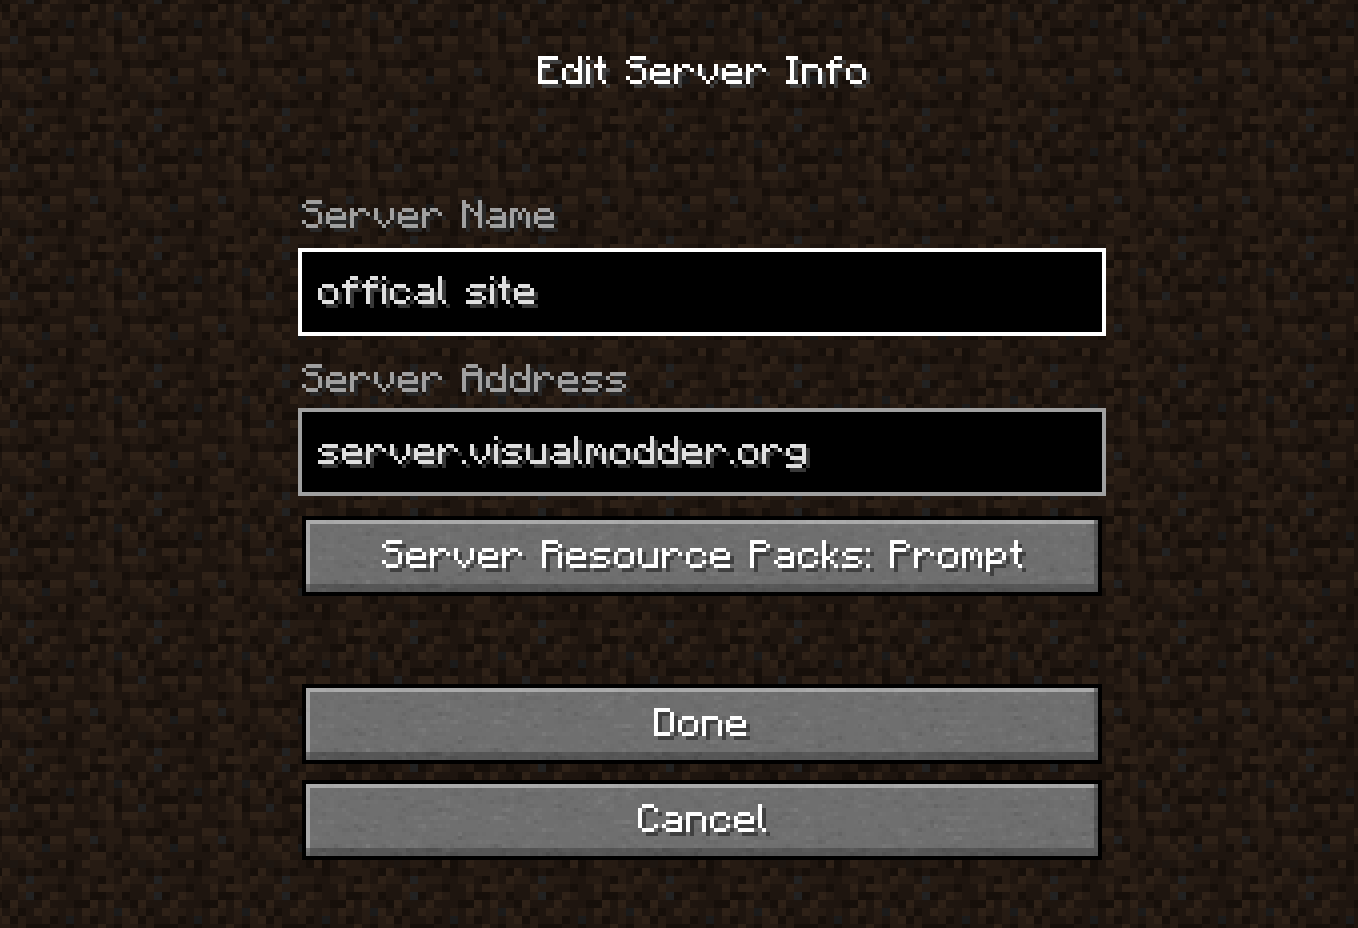 Edit Server Info
Server Name
offical site
Server Address
server.visualmodder.org
Server Resource Packs: Prompt
Done
Cancel